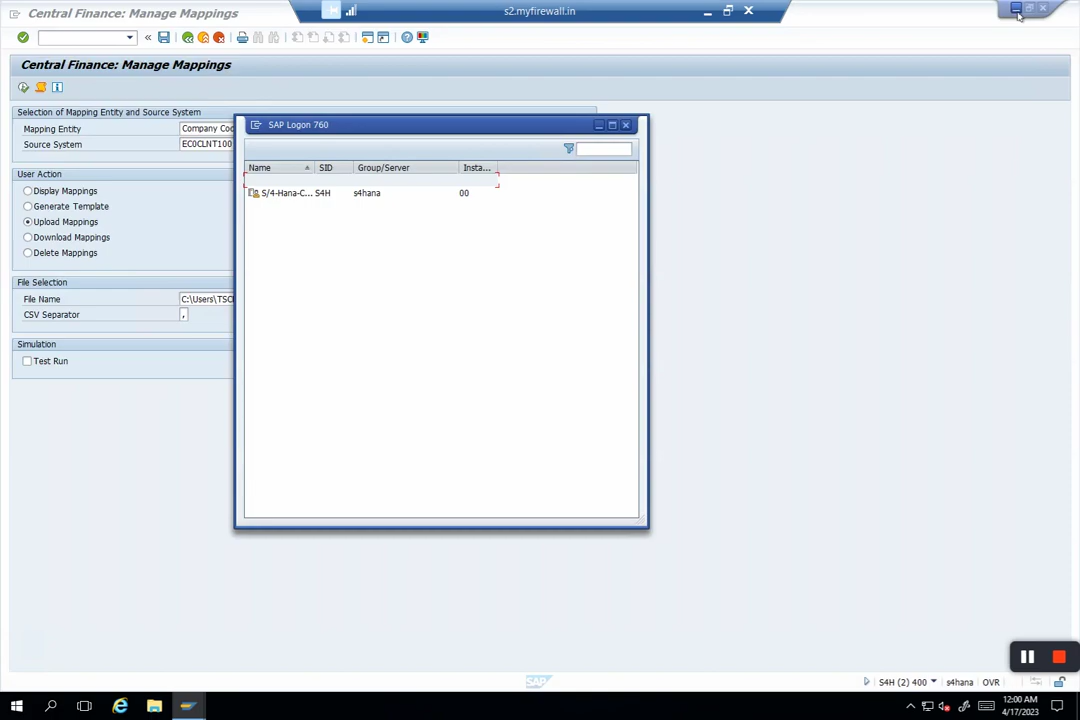 Central Finance: Manage Mappings
s2.myfirewall.in
Central Finance: Manage Mappings
Selection of Mapping Entity and Source System
Mapping Entity
Company Cod
Source System
EC0CLNT100
User Action
Display Mappings
Generate Template
Upload Mappings
Download Mappings
Delete Mappings
File Selection
File Name
C:\Users\TSC
CSV Separator
,
Simulation
Test Run
SAP Logon 760
Name SID Group/Server Insta...
S/4-Hana-C... S4H s4hana 00
SAP
S4H (2) 400 s4hana OVR
12:00 AM
4/17/2023